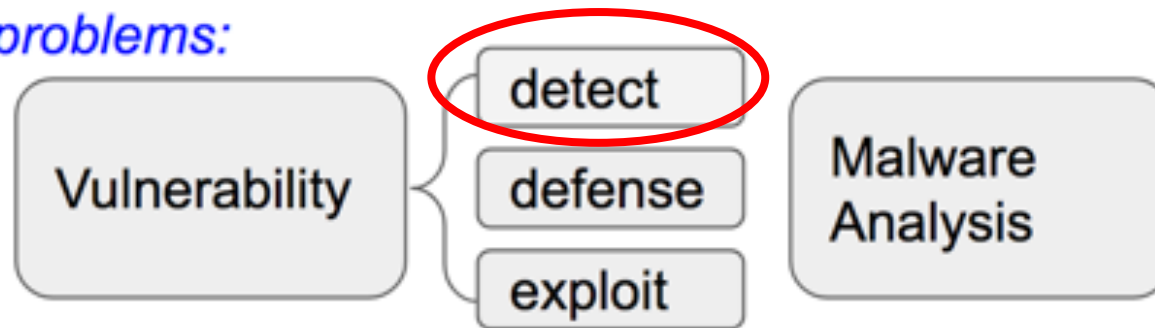 problems:
Vulnerability
detect
defense
exploit
Malware
Analysis